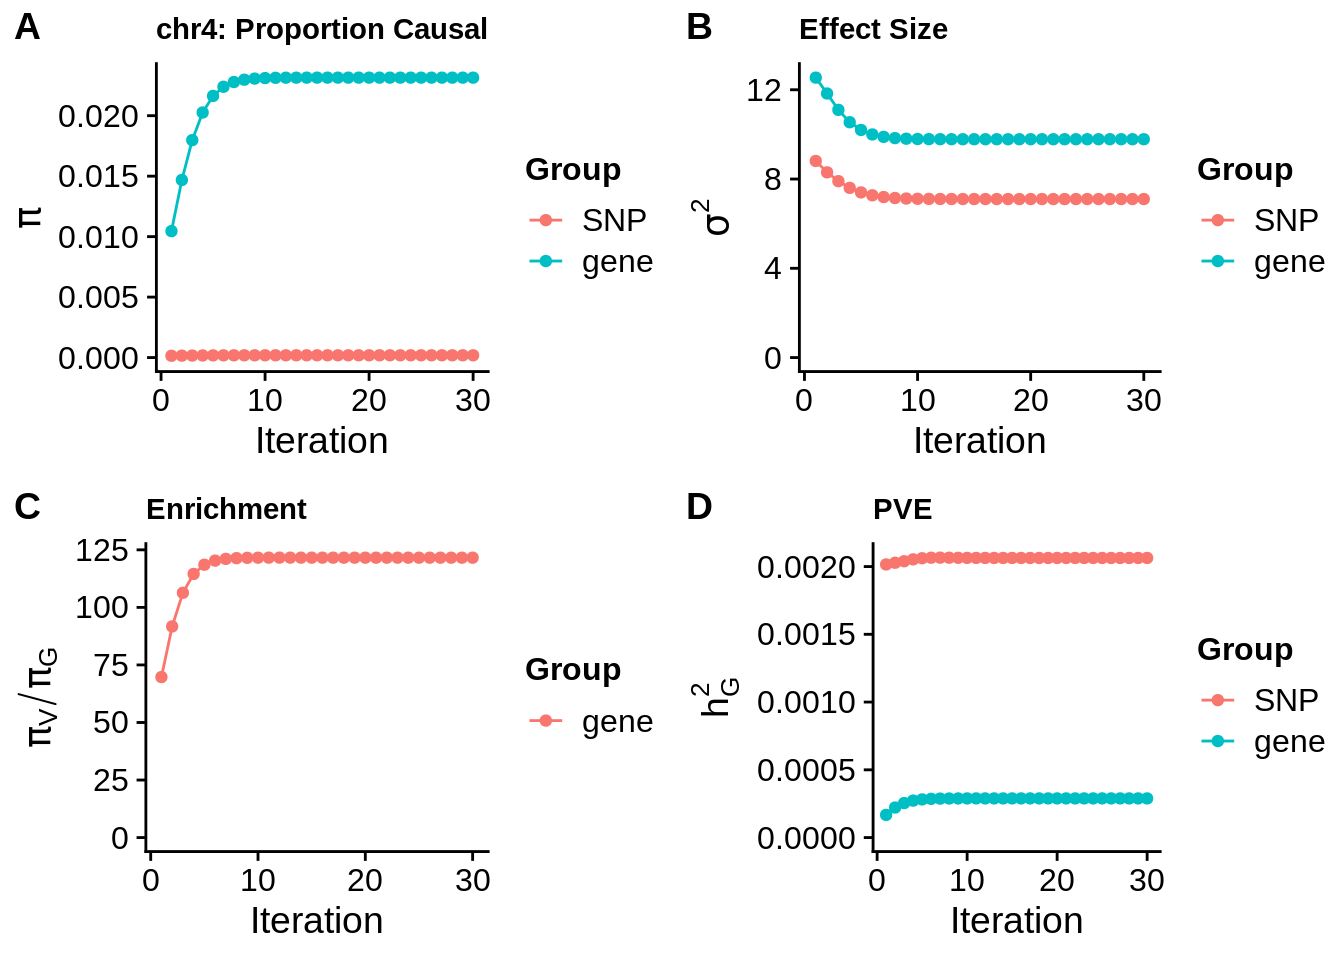 A
chr4: Proportion Causal
π
0.020
0.015
0.010
0.005
0.000
0
10
20
30
Iteration
Group
SNP
gene
B
Effect Size
σ²
12
8
4
0
0
10
20
30
Iteration
Group
SNP
gene
C
Enrichment
π_V/π_G
125
100
75
50
25
0
0
10
20
30
Iteration
Group
gene
D
PVE
h²_G
0.0020
0.0015
0.0010
0.0005
0.0000
0
10
20
30
Iteration
Group
SNP
gene